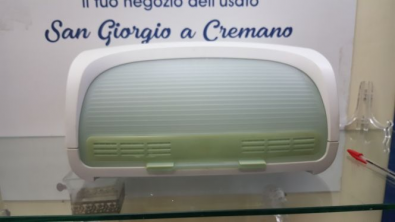 Il tuo negozio dell'usato
San Giorgio a Cremano